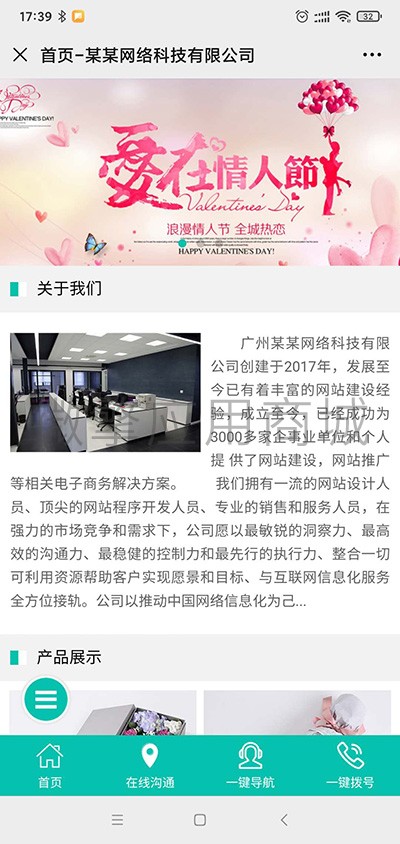 17:39
32
首页-某某网络科技有限公司
HAPPY VALENTINE'S DAY!
爱在情人節
Valentine's Day
浪漫情人节 全城热恋
HAPPY VALENTINE'S DAY!
关于我们
广州某某网络科技有限
公司创建于2017年，发展至
今已有着丰富的网站建设经
验，成立至今，已经成功为
3000多家企事业单位和个人
提 供了网站建设，网站推广
等相关电子商务解决方案。 我们拥有一流的网站设计人
员、顶尖的网站程序开发人员、专业的销售和服务人员，在
强力的市场竞争和需求下，公司愿以最敏锐的洞察力、最高
效的沟通力、最稳健的控制力和最先行的执行力、整合一切
可利用资源帮助客户实现愿景和目标、与互联网信息化服务
全方位接轨。公司以推动中国网络信息化为己...
产品展示
首页
在线沟通
一键导航
一键拨号